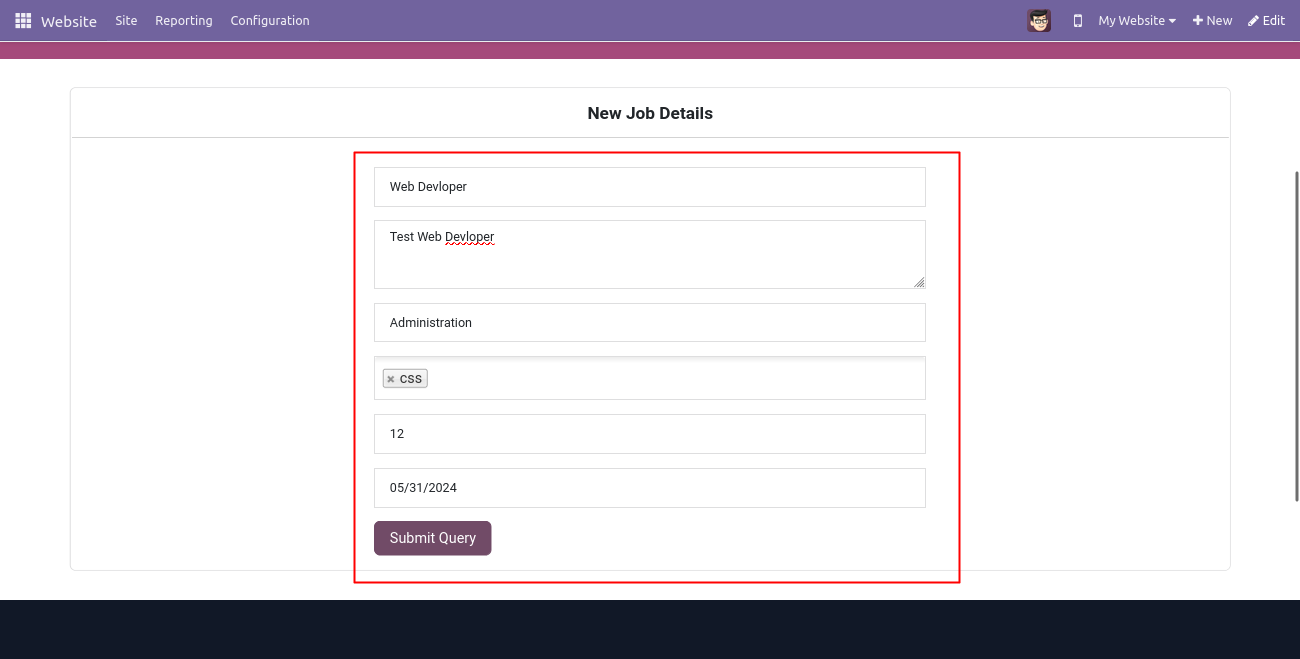 Website Site Reporting Configuration My Website New Edit
New Job Details
Web Devloper
Test Web Devloper
Administration
× css
12
05/31/2024
Submit Query